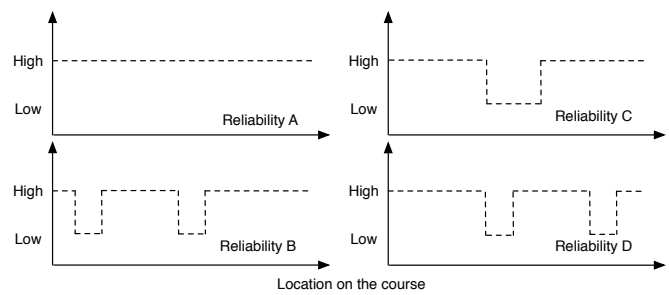 High
Low
Reliability A
High
Low
Reliability C
High
Low
Reliability B
High
Low
Reliability D
Location on the course